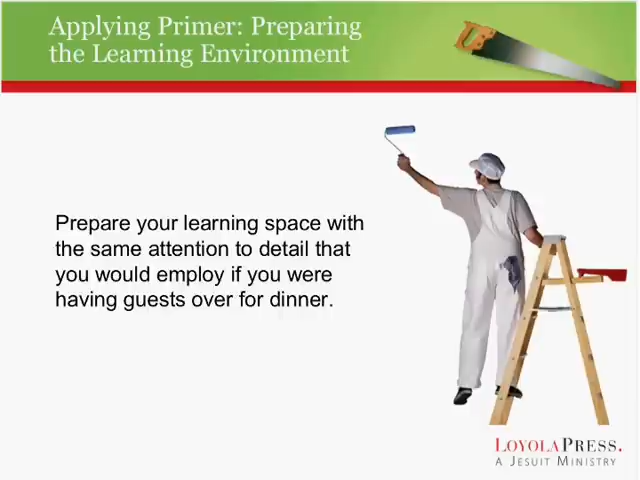 Applying Primer: Preparing
the Learning Environment
Prepare your learning space with
the same attention to detail that
you would employ if you were
having guests over for dinner.
LOYOLAPRESS.
A JESUIT MINISTRY